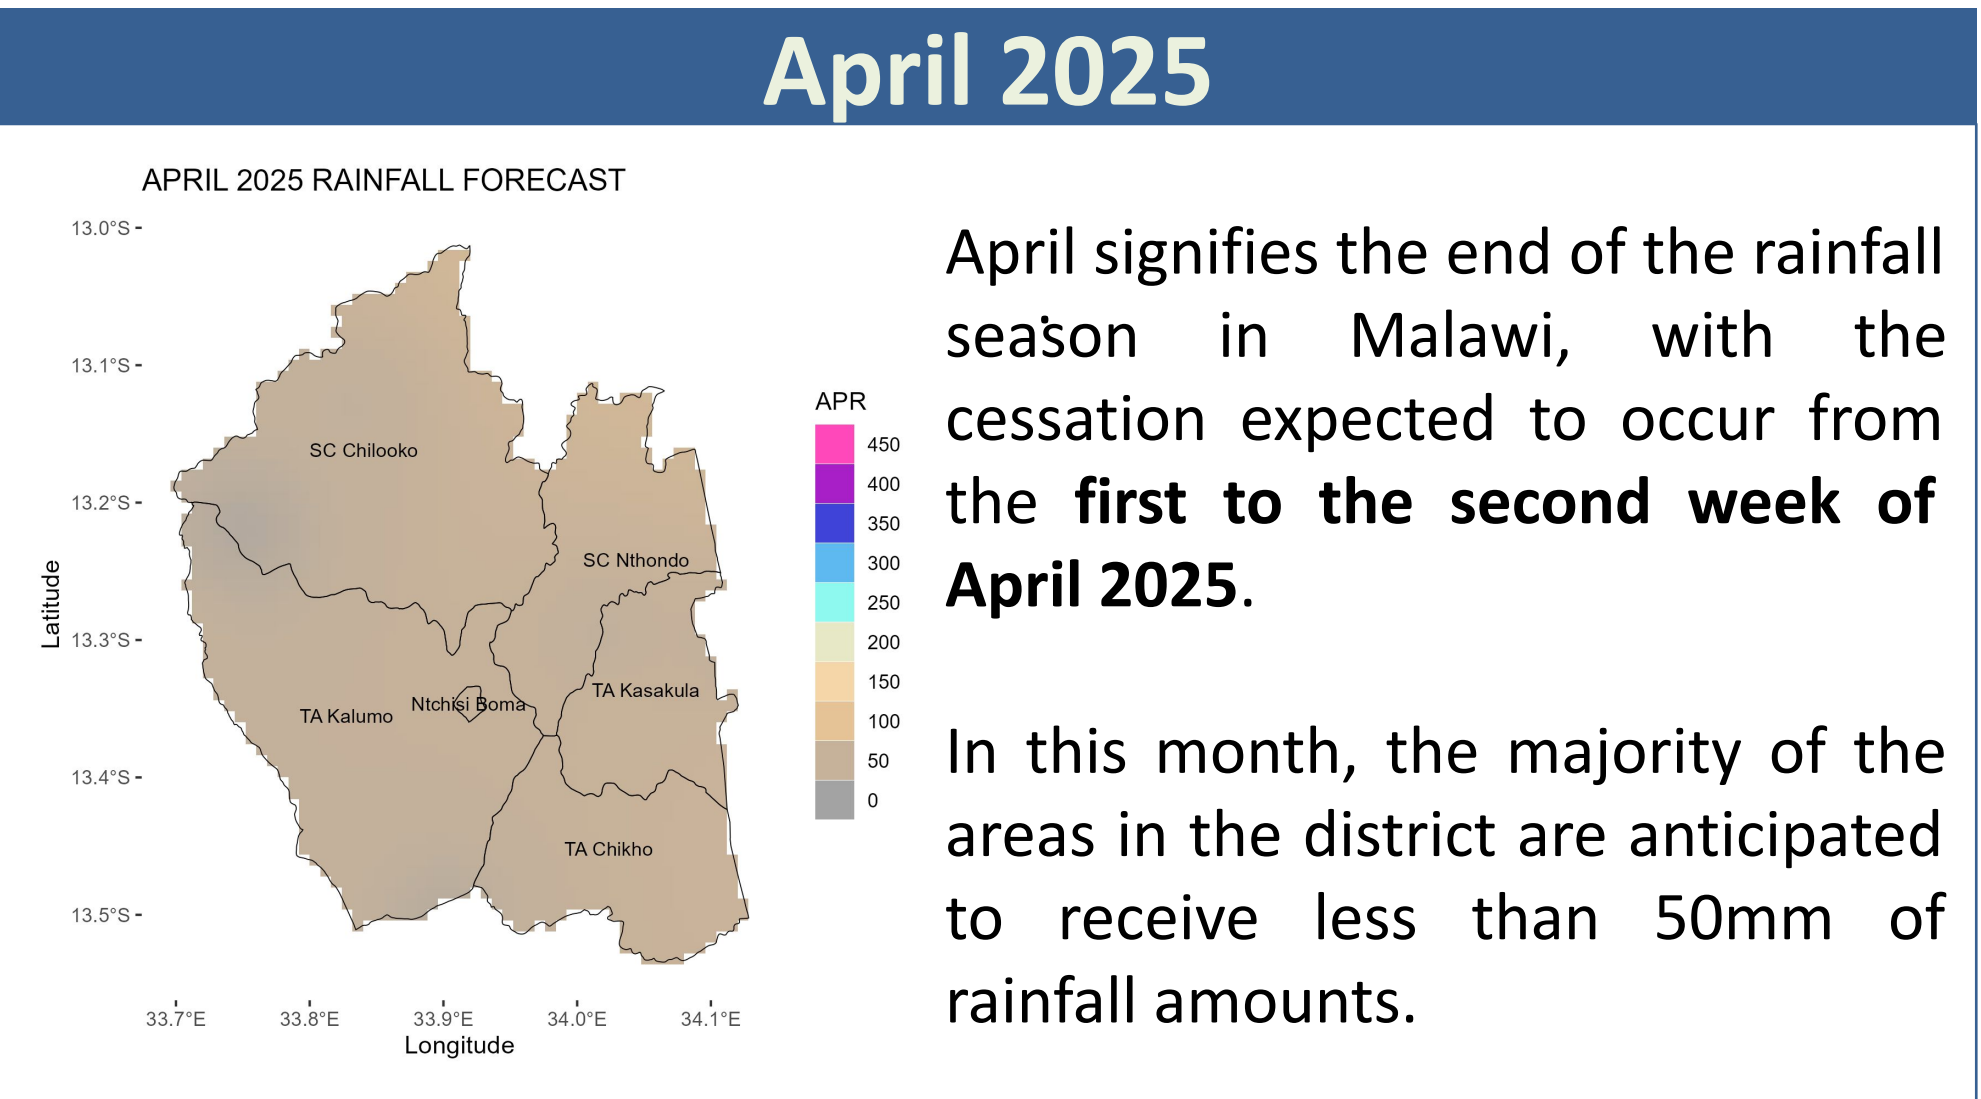 April 2025
APRIL 2025 RAINFALL FORECAST
13.0°S
13.1°S
13.2°S
13.3°S
13.4°S
13.5°S
Latitude
SC Chilooko
SC Nthondo
TA Kasakula
Ntchisi Boma
TA Kalumo
TA Chikho
33.7°E 33.8°E 33.9°E 34.0°E 34.1°E
Longitude
APR
450
400
350
300
250
200
150
100
50
0
April signifies the end of the rainfall
season in Malawi, with the
cessation expected to occur from
the first to the second week of
April 2025.
In this month, the majority of the
areas in the district are anticipated
to receive less than 50mm of
rainfall amounts.